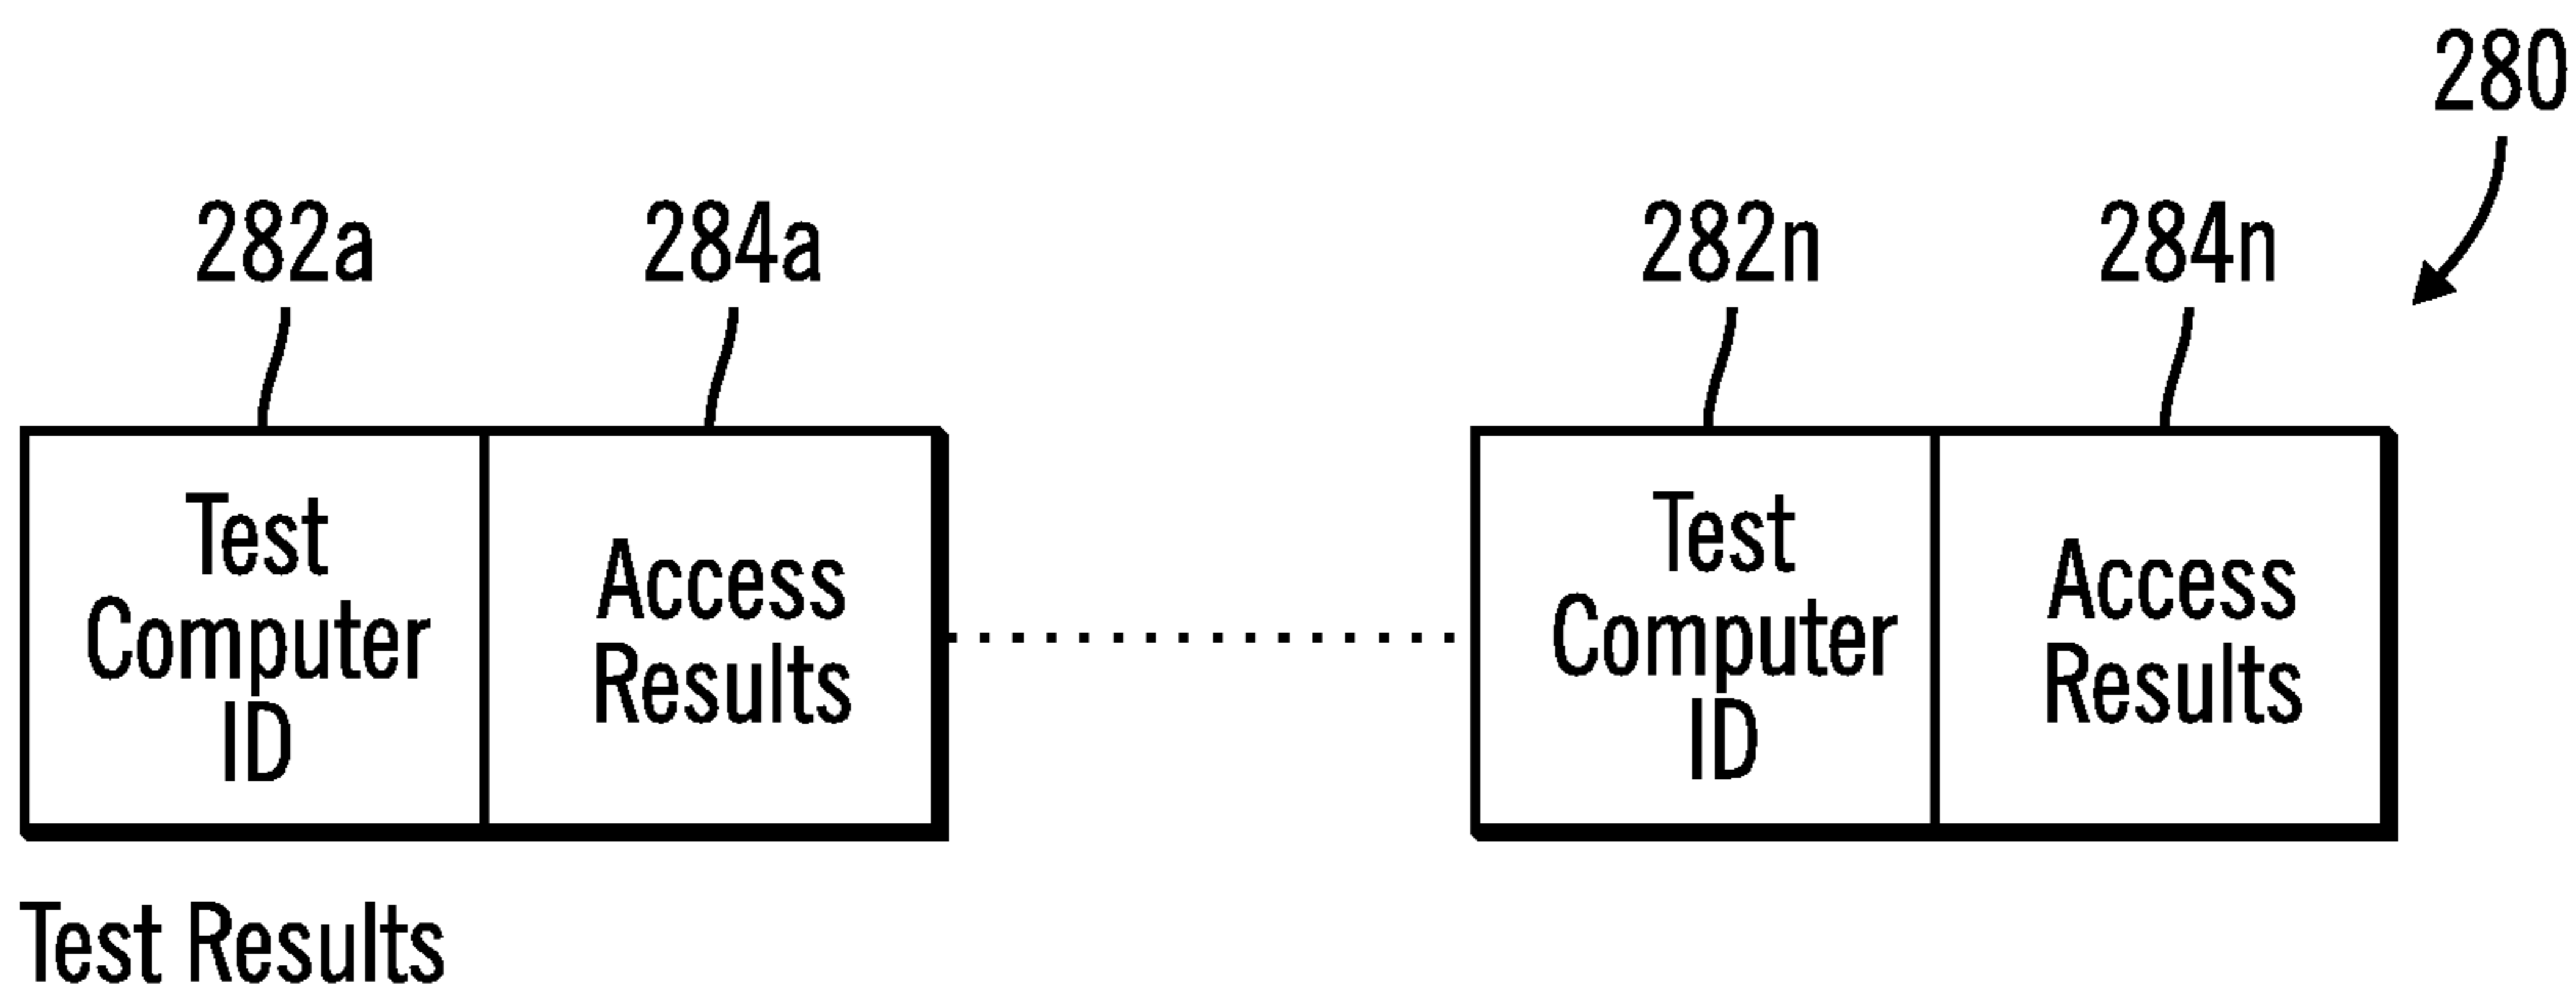 280
282a
284a
282n
284n
Test
Computer
ID
Access
Results
Test
Computer
ID
Access
Results
Test Results